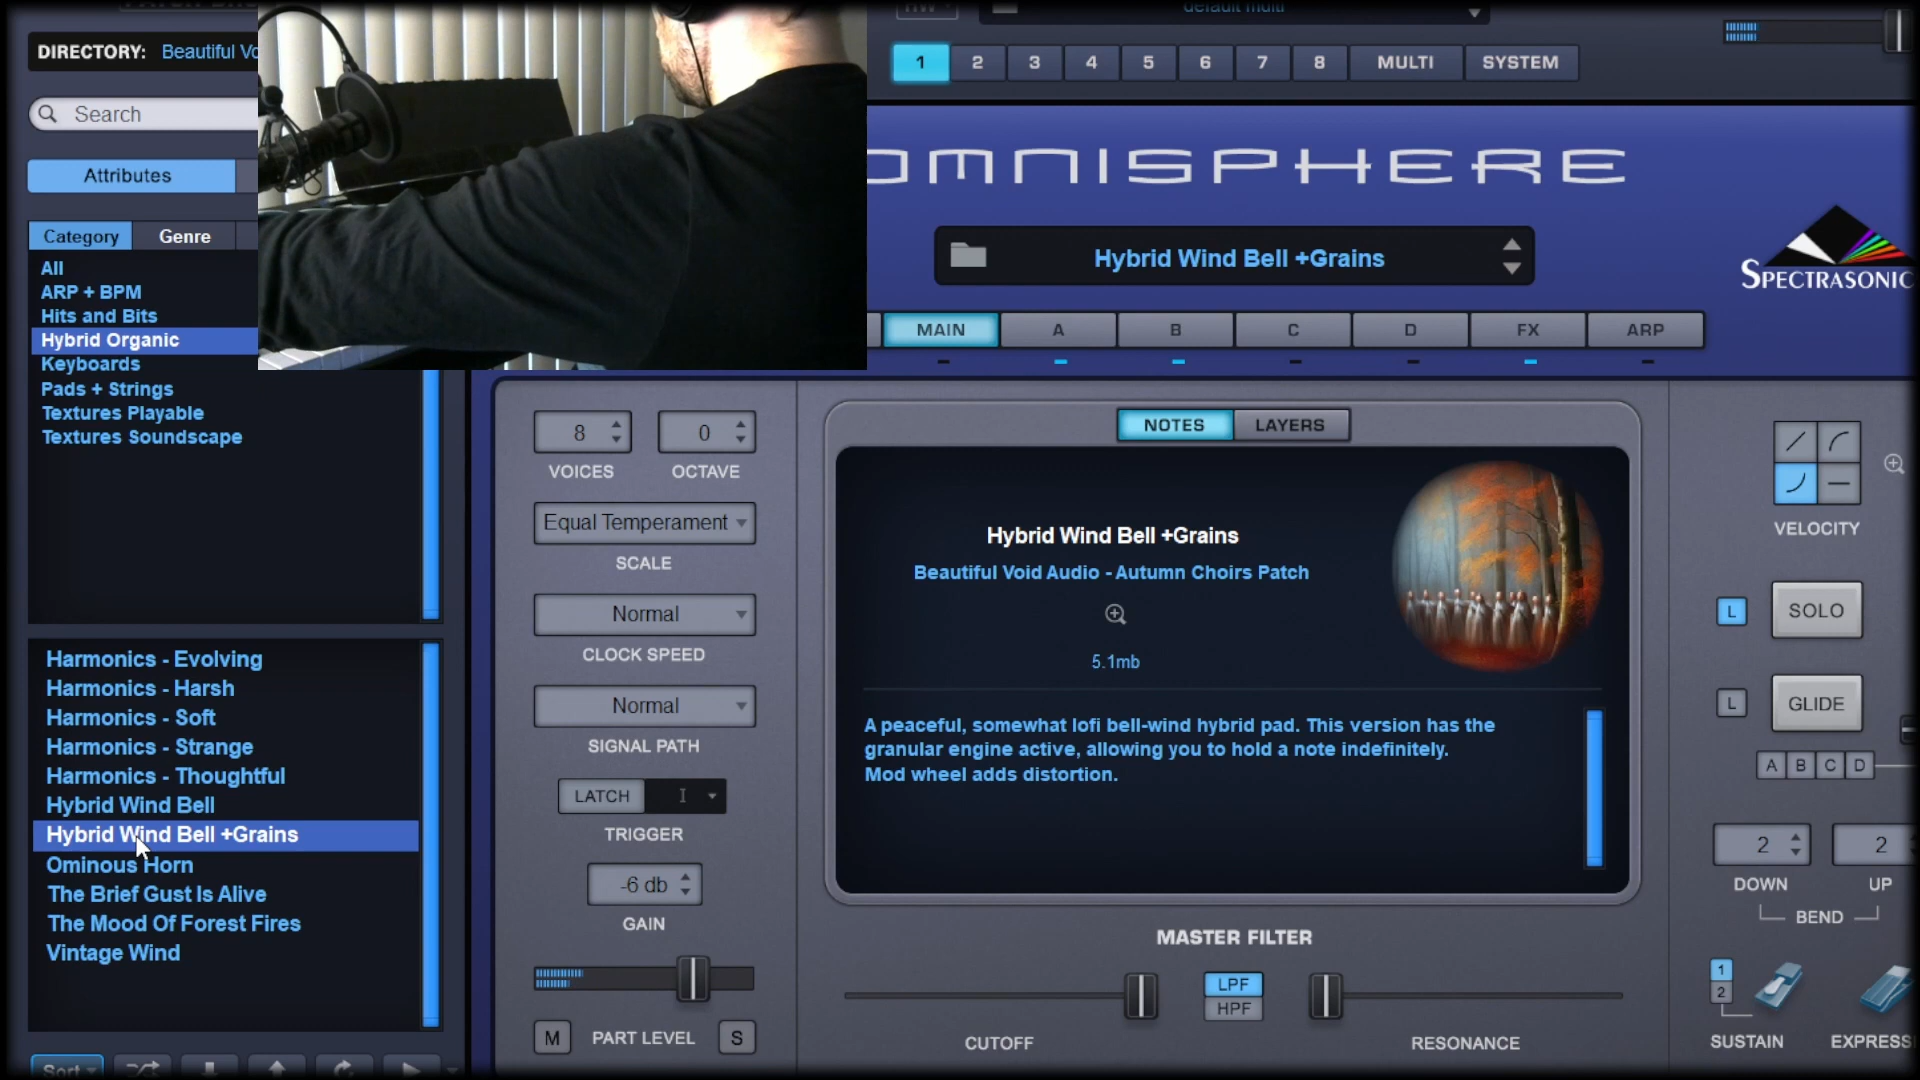 DIRECTORY: Beautiful Vo
Search
Attributes
Category Genre
All
ARP + BPM
Hits and Bits
Hybrid Organic
Keyboards
Pads + Strings
Textures Playable
Textures Soundscape
Harmonics - Evolving
Harmonics - Harsh
Harmonics - Soft
Harmonics - Strange
Harmonics - Thoughtful
Hybrid Wind Bell
Hybrid Wind Bell +Grains
Ominous Horn
The Brief Gust Is Alive
The Mood Of Forest Fires
Vintage Wind
Sort
default multi
1 2 3 4 5 6 7 8 MULTI SYSTEM
OMNISPHERE
Hybrid Wind Bell +Grains
SPECTRASONIC
MAIN A B C D FX ARP
8 0
VOICES OCTAVE
Equal Temperament
SCALE
Normal
CLOCK SPEED
Normal
SIGNAL PATH
LATCH
TRIGGER
-6 db
GAIN
M PART LEVEL S
NOTES LAYERS
Hybrid Wind Bell +Grains
Beautiful Void Audio - Autumn Choirs Patch
5.1mb
A peaceful, somewhat lofi bell-wind hybrid pad. This version has the
granular engine active, allowing you to hold a note indefinitely.
Mod wheel adds distortion.
MASTER FILTER
LPF
HPF
CUTOFF RESONANCE
VELOCITY
L SOLO
L GLIDE
A B C D
2 2
DOWN UP
BEND
1
2
SUSTAIN EXPRESS